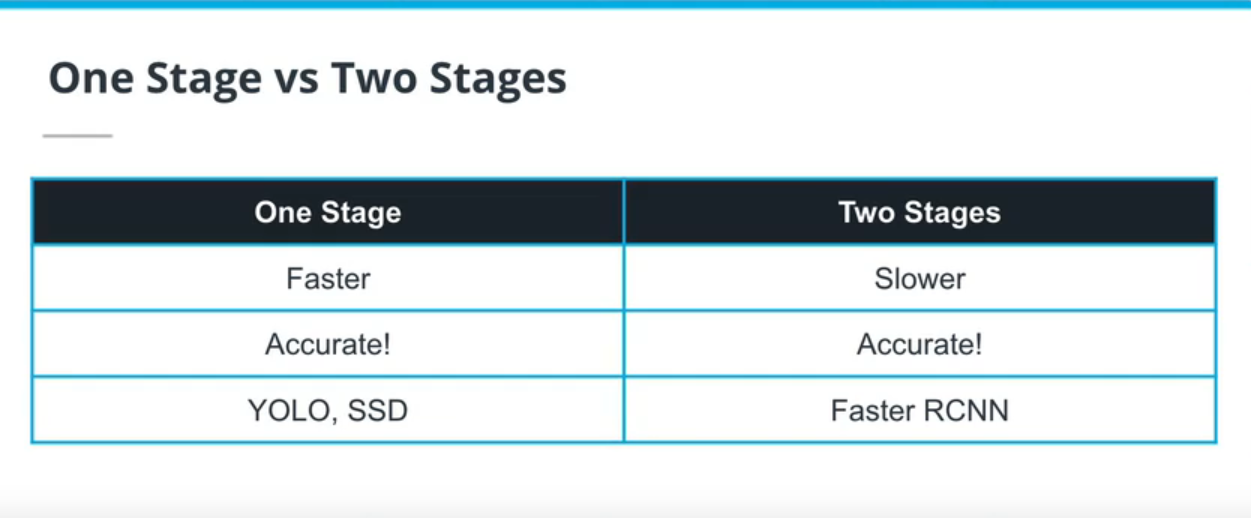 One Stage vs Two Stages
One Stage Two Stages
Faster Slower
Accurate! Accurate!
YOLO, SSD Faster RCNN